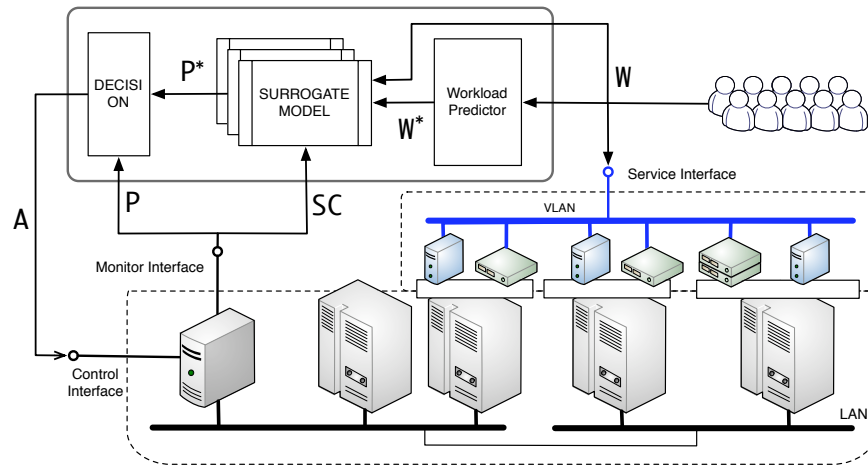 DECISI
ON
P*
SURROGATE
MODEL
W*
Workload
Predictor
W
Service Interface
A
P
SC
VLAN
Monitor Interface
Control
Interface
LAN